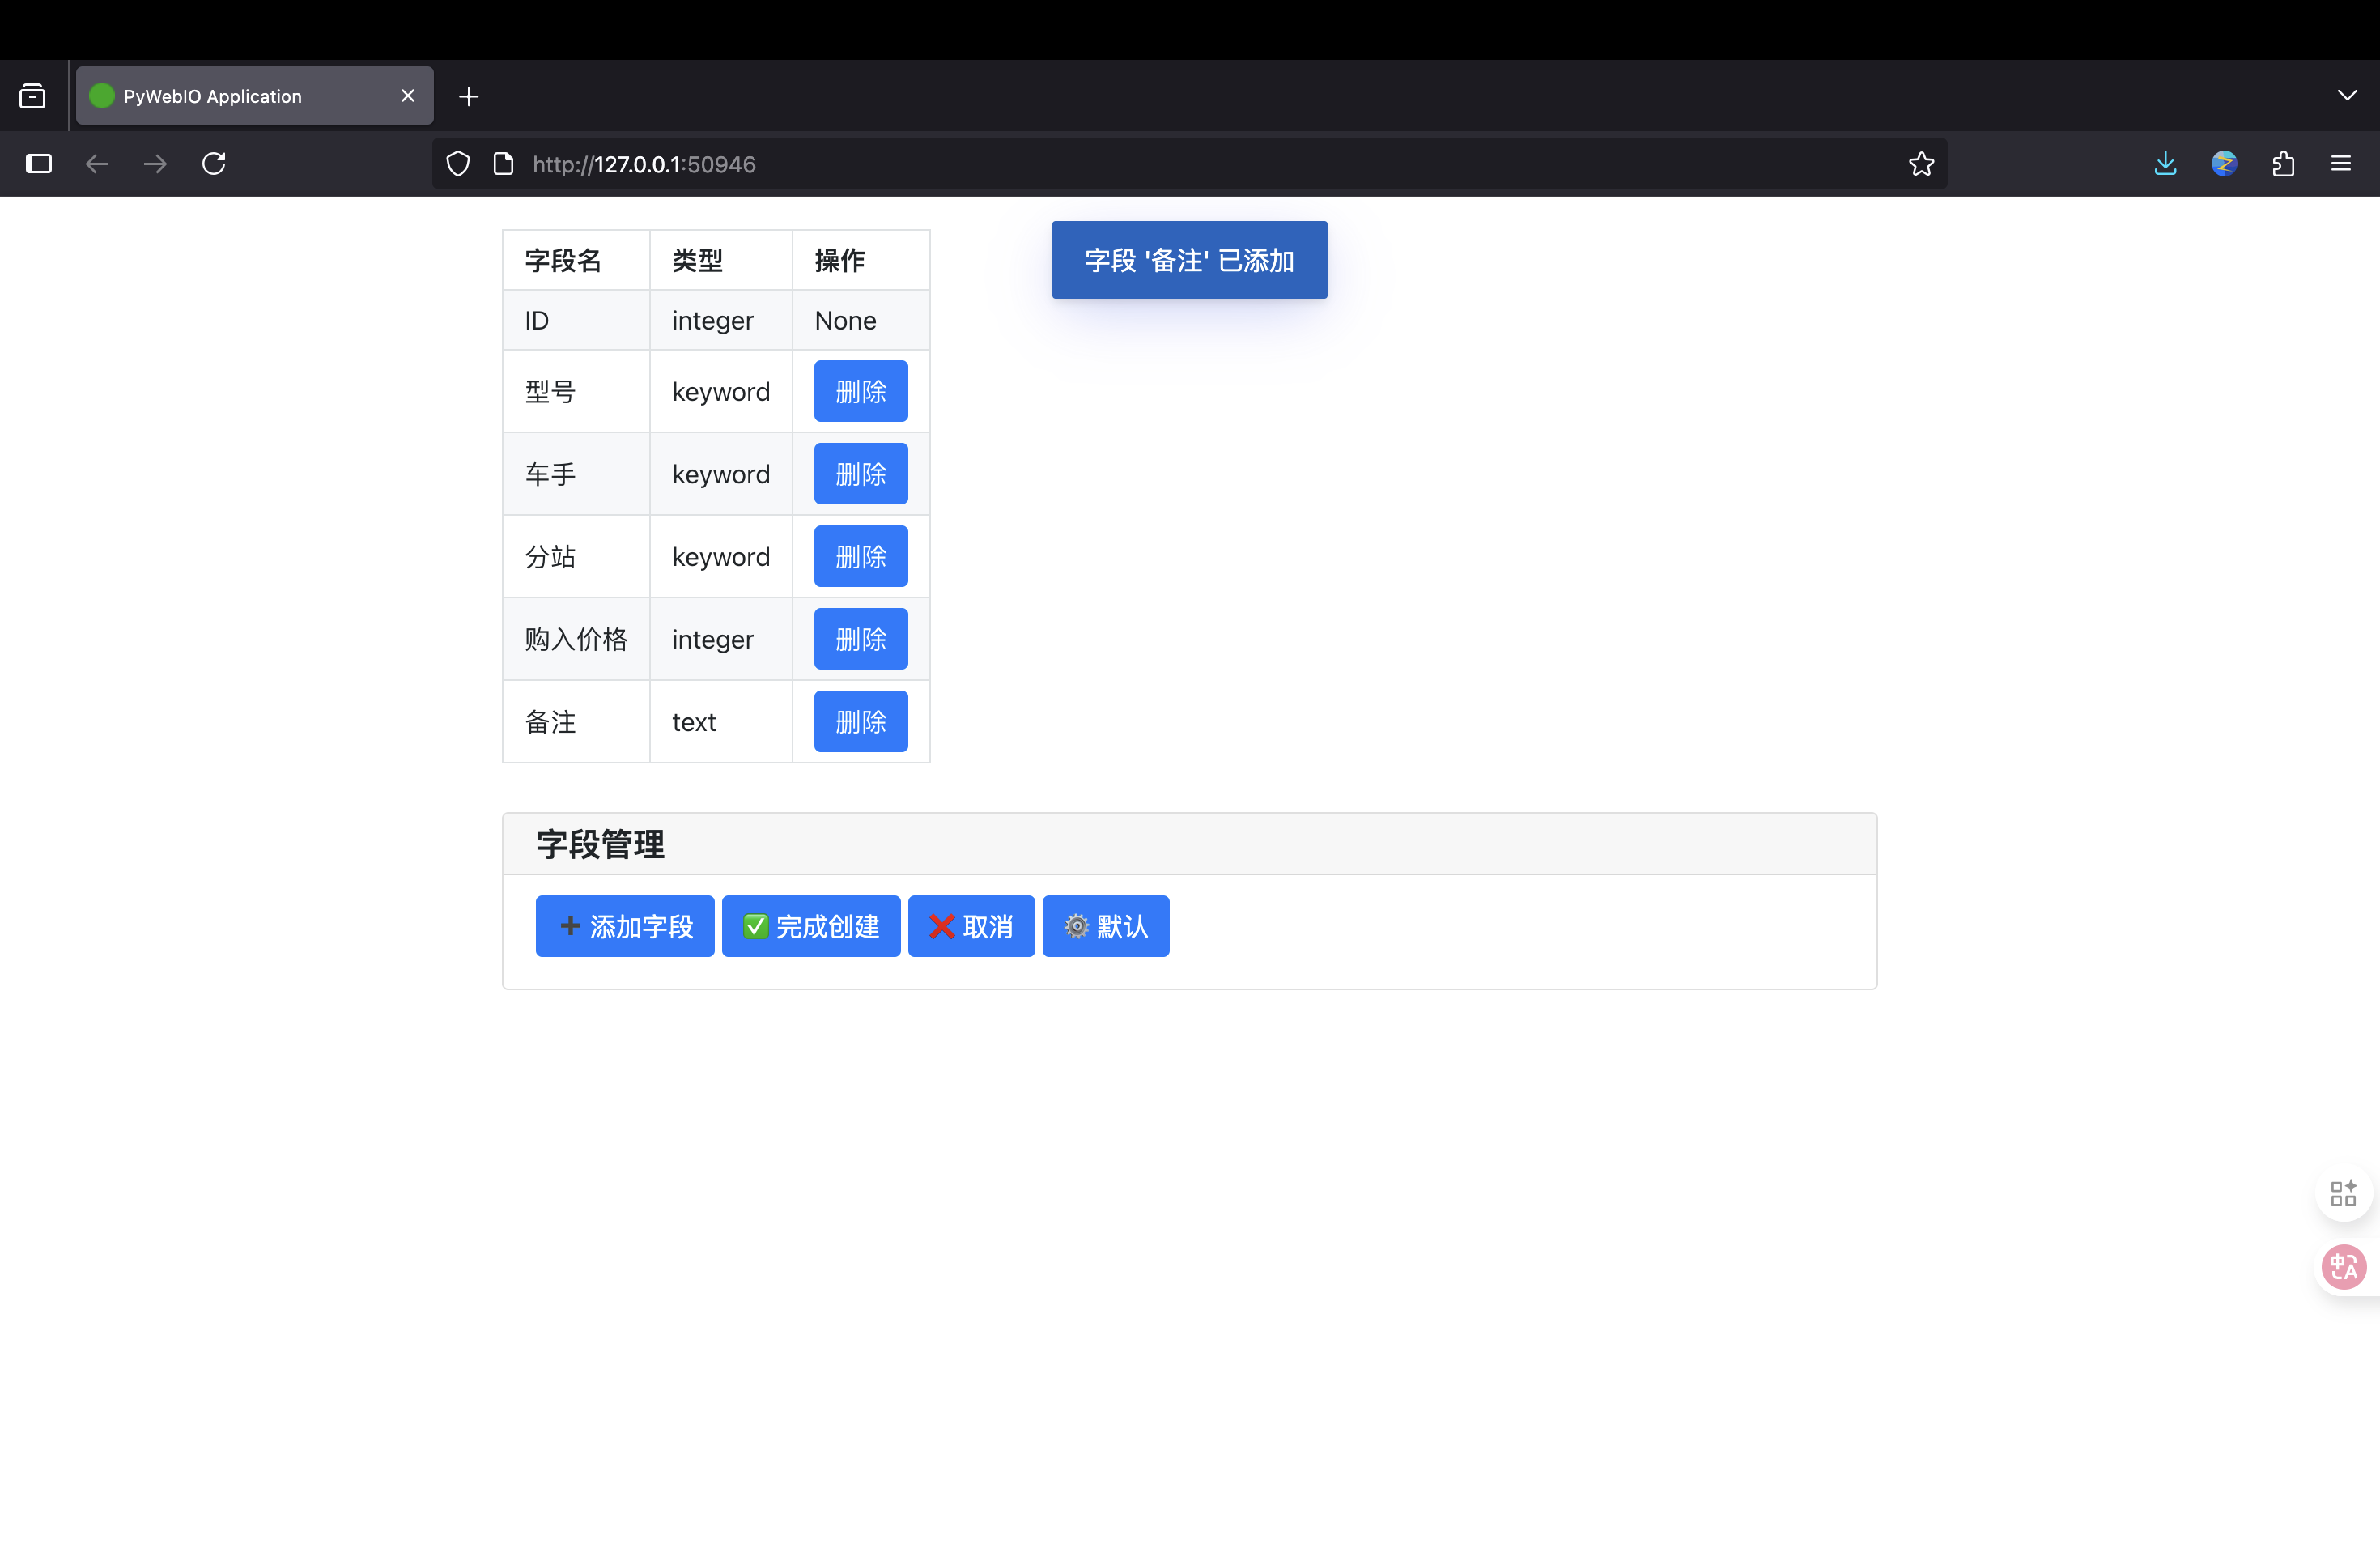 PyWebIO Application
http://127.0.0.1:50946
字段 '备注' 已添加
字段名 类型 操作
ID integer None
型号 keyword 删除
车手 keyword 删除
分站 keyword 删除
购入价格 integer 删除
备注 text 删除
字段管理
➕ 添加字段 ✅ 完成创建 ❌ 取消 ⚙️ 默认
中A